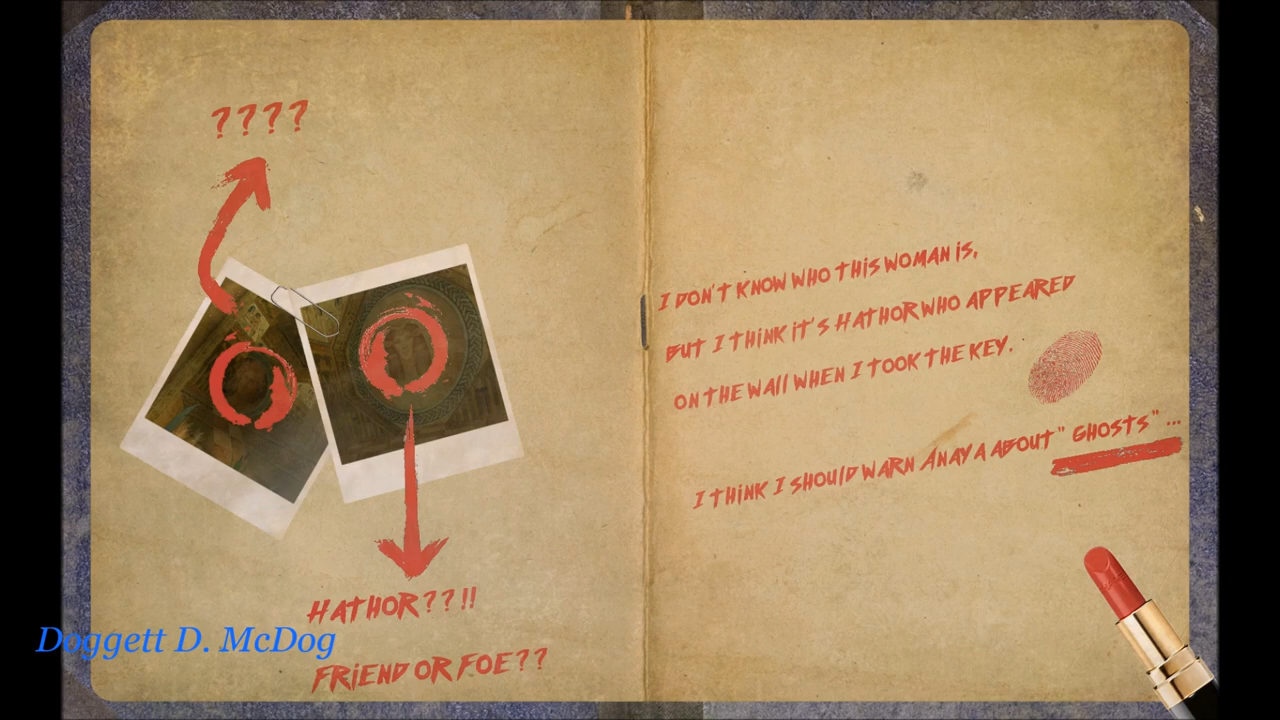 ????
HATHOR??!!
FRIEND OR FOE??
I DON'T KNOW WHO THIS WOMAN IS,
BUT I THINK IT'S HATHOR WHO APPEARED
ON THE WALL WHEN I TOOK THE KEY.
I THINK I SHOULD WARN ANAYA ABOUT "GHOSTS"...
Doggett D. McDog